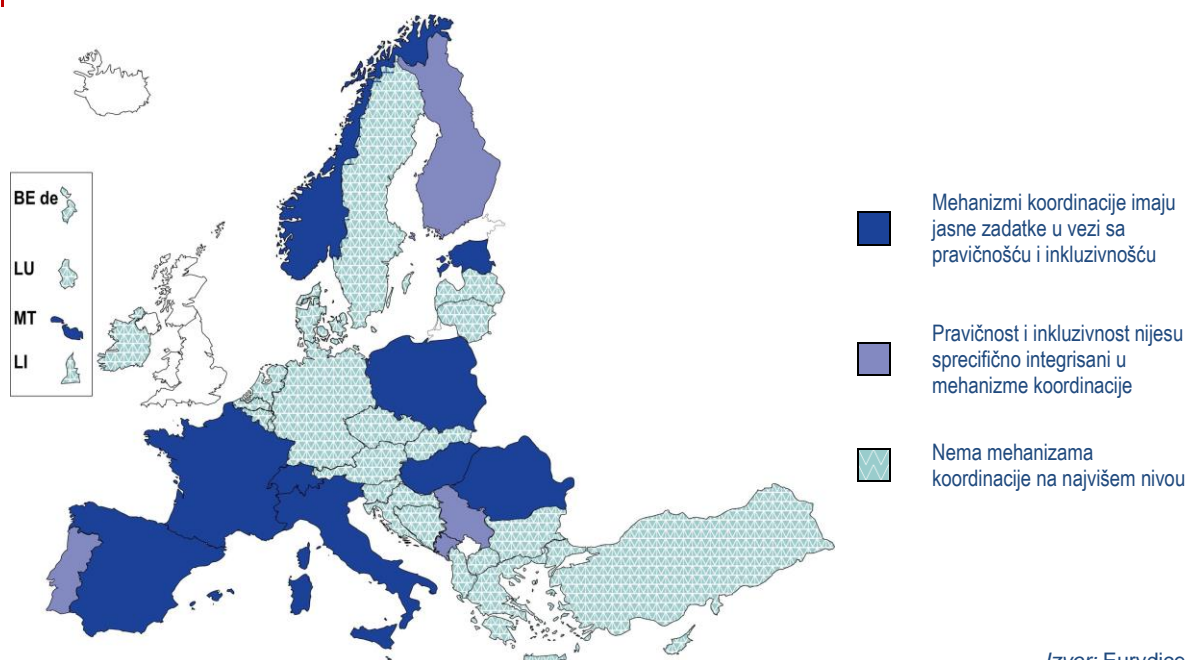 BE de
LU
MT
LI
Mehanizmi koordinacije imaju
jasne zadatke u vezi sa
pravičnošću i inkluzivnošću
Pravičnost i inkluzivnost nijesu
sprecifično integrisani u
mehanizme koordinacije
Nema mehanizama
koordinacije na najvišem nivou
Izvor: Eurydice